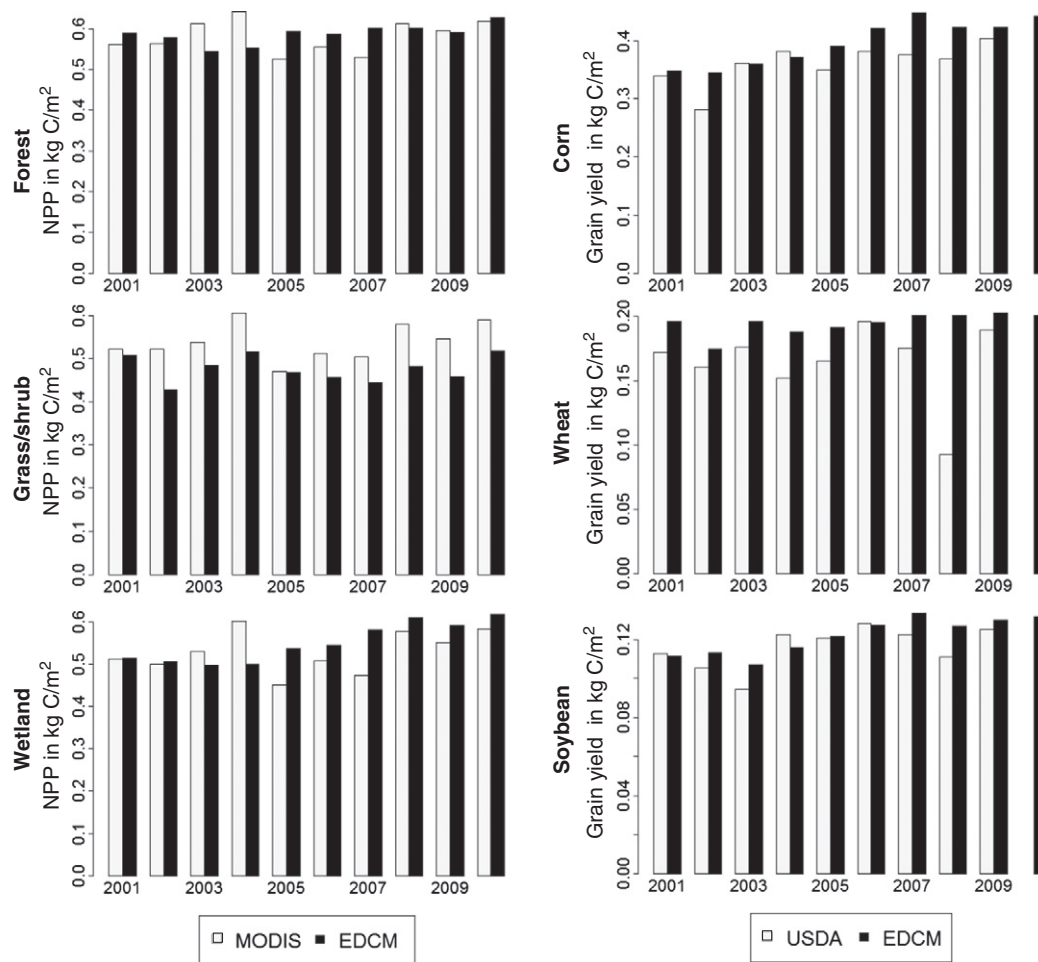 Forest
NPP in kg C/m²
0.0 0.1 0.2 0.3 0.4 0.5 0.6
2001 2003 2005 2007 2009
Corn
Grain yield in kg C/m²
0.0 0.1 0.2 0.3 0.4
2001 2003 2005 2007 2009
Grass/shrub
NPP in kg C/m²
0.0 0.1 0.2 0.3 0.4 0.5 0.6
2001 2003 2005 2007 2009
Wheat
Grain yield in kg C/m²
0.00 0.05 0.10 0.15 0.20
2001 2003 2005 2007 2009
Wetland
NPP in kg C/m²
0.0 0.1 0.2 0.3 0.4 0.5 0.6
2001 2003 2005 2007 2009
Soybean
Grain yield in kg C/m²
0.00 0.04 0.08 0.12
2001 2003 2005 2007 2009
MODIS EDCM
USDA EDCM